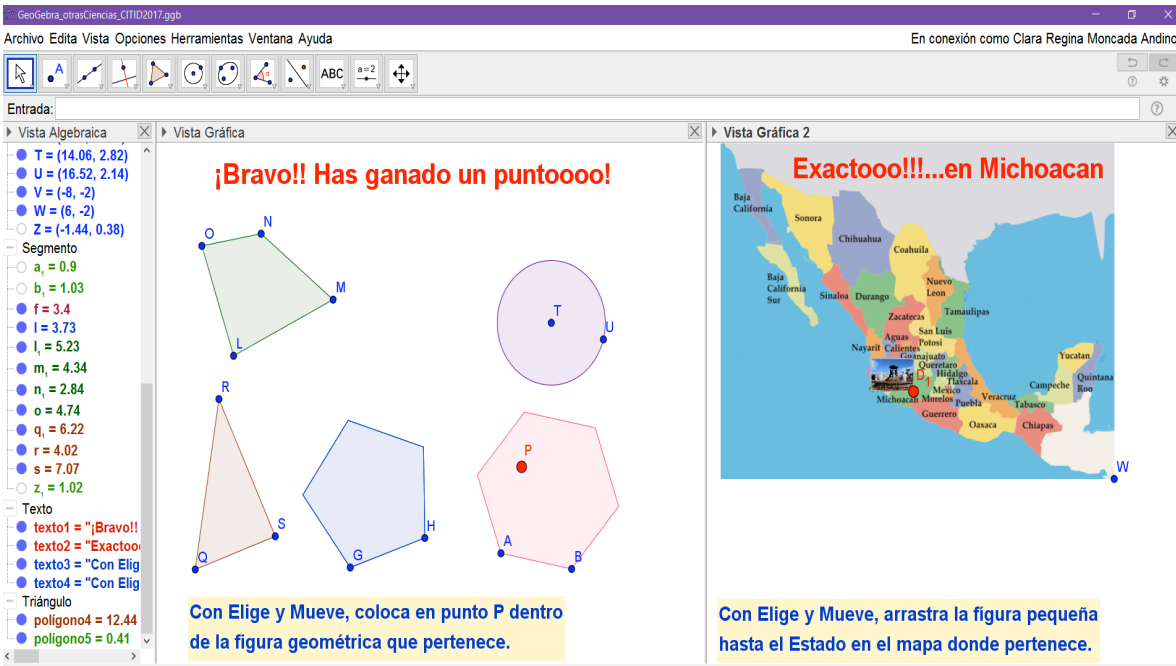 GeoGebra_otrasCiencias_CITID2017.ggb
Archivo Edita Vista Opciones Herramientas Ventana Ayuda
En conexión como Clara Regina Moncada Andino
A
ABC
a=2
Entrada:
Vista Algebraica
Vista Gráfica
Vista Gráfica 2
T = (14.06, 2.82)
U = (16.52, 2.14)
V = (-8, -2)
W = (6, -2)
Z = (-1.44, 0.38)
Segmento
a₁ = 0.9
b₁ = 1.03
f = 3.4
l = 3.73
l₁ = 5.23
m₁ = 4.34
n₁ = 2.84
o = 4.74
q₁ = 6.22
r = 4.02
s = 7.07
z₁ = 1.02
Texto
texto1 = "¡Bravo!!
texto2 = "Exactooo
texto3 = "Con Elig
texto4 = "Con Elig
Triángulo
polígono4 = 12.44
polígono5 = 0.41
¡Bravo!! Has ganado un puntoooo!
O
N
M
L
T
U
R
S
Q
G
H
P
A
B
Con Elige y Mueve, coloca en punto P dentro
de la figura geométrica que pertenece.
Exactooo!!!...en Michoacan
Baja
California
Sonora
Chihuahua
Coahuila
Baja
California
Sur
Sinaloa
Durango
Nuevo
Leon
Zacatecas
Tamaulipas
San Luis
Potosi
Aguas
Calientes
Nayarit
Guanajuato
Queretaro
Hidalgo
Tlaxcala
D₁
Mexico
Michoacan
Morelos
Puebla
Veracruz
Guerrero
Oaxaca
Tabasco
Chiapas
Campeche
Yucatan
Quintana
Roo
W
Con Elige y Mueve, arrastra la figura pequeña
hasta el Estado en el mapa donde pertenece.